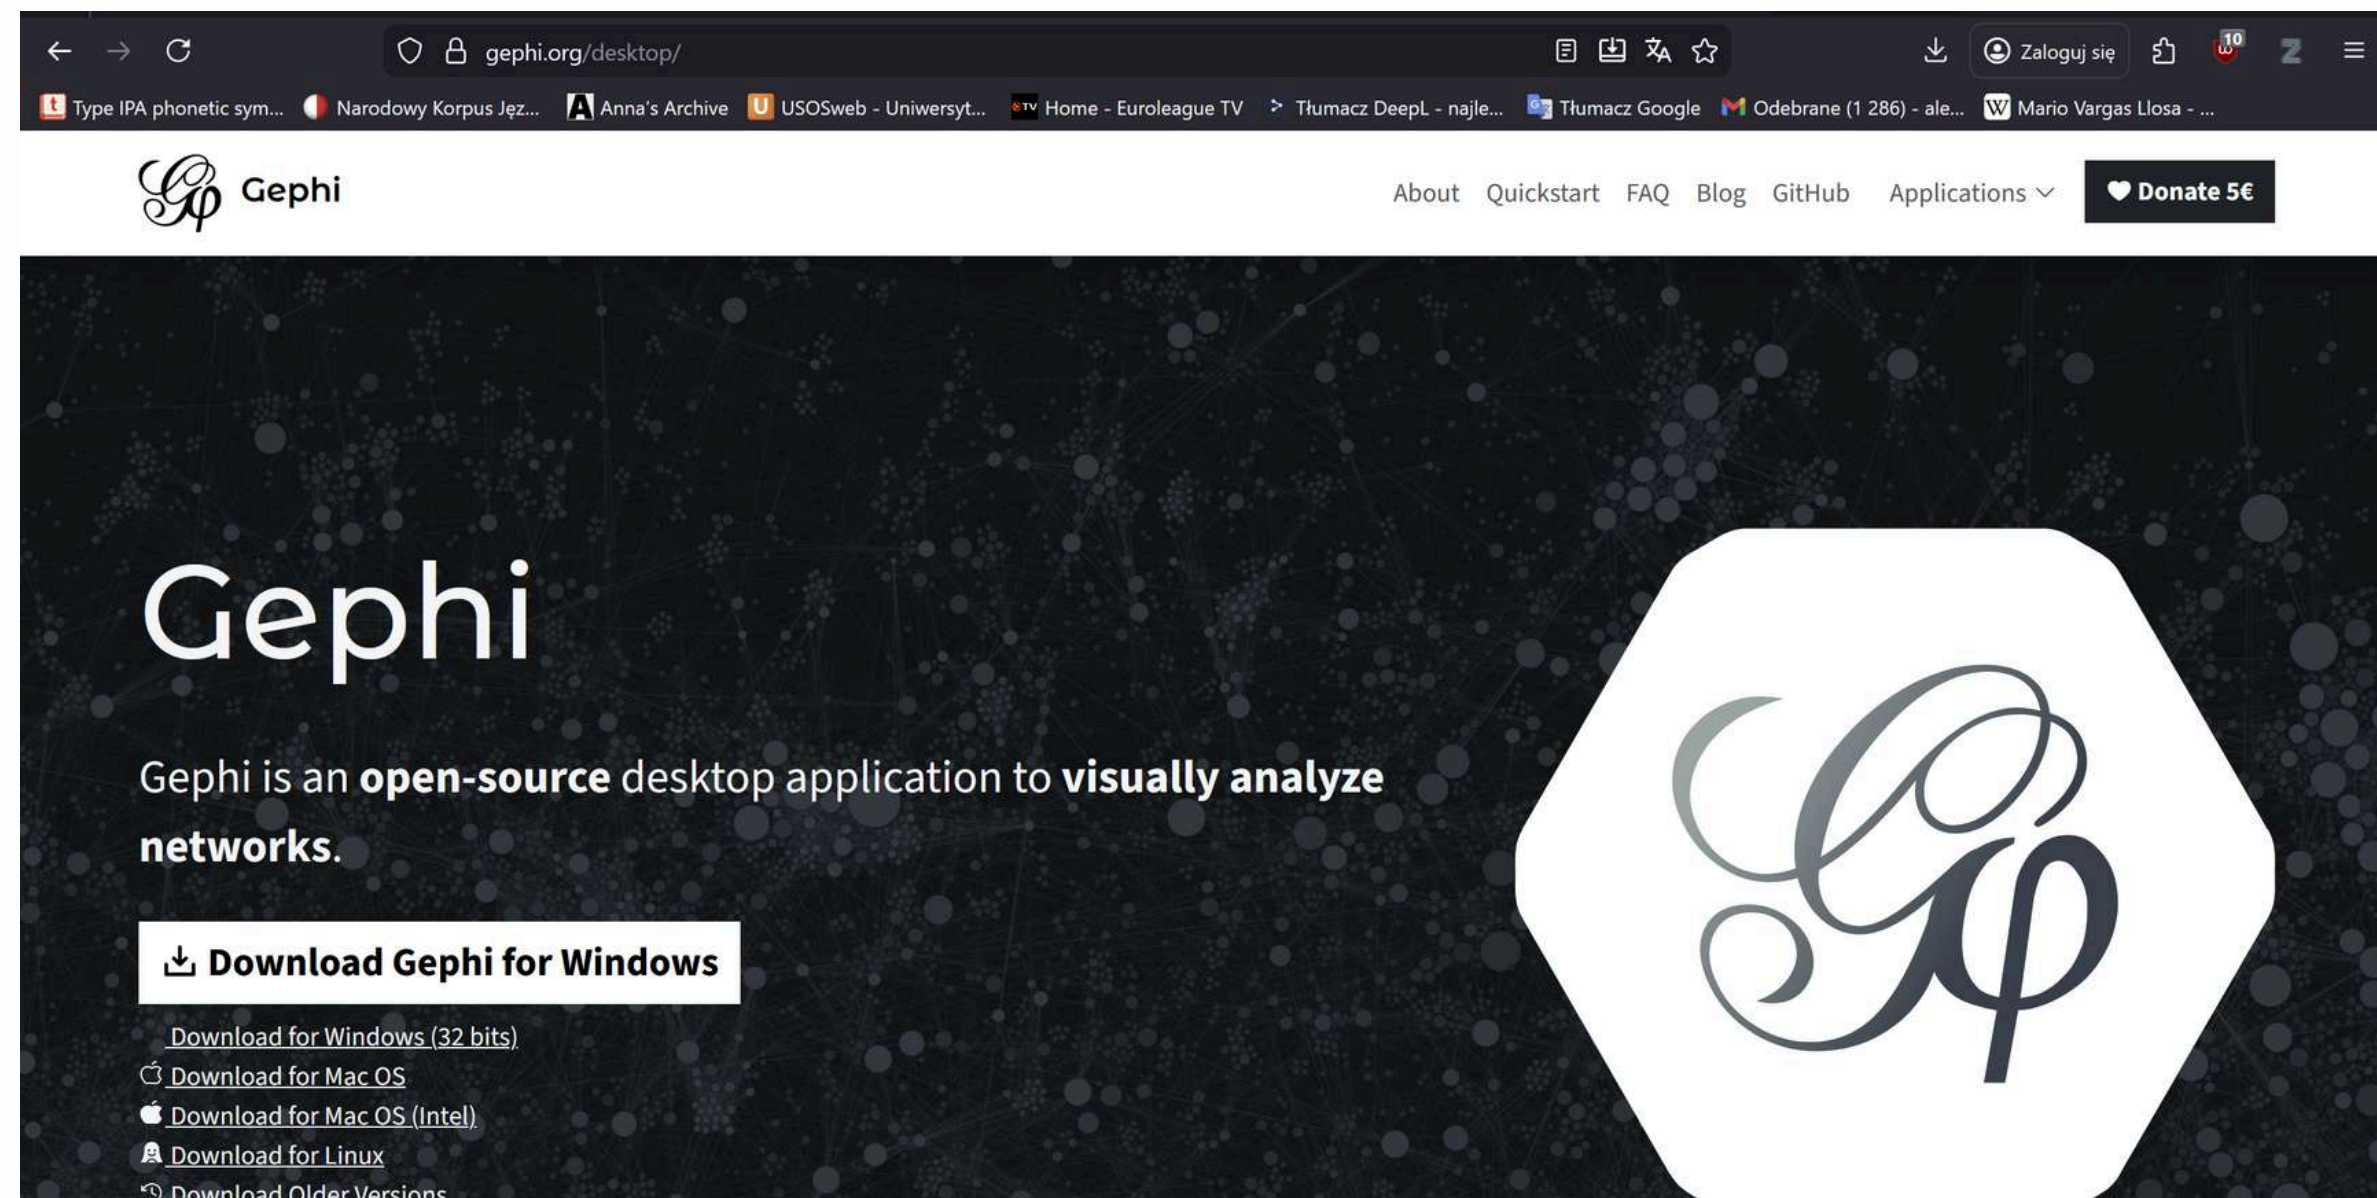 gephi.org/desktop/
Zaloguj się
10
Type IPA phonetic sym...
Narodowy Korpus Jęz...
Anna's Archive
USOSweb - Uniwersyt...
Home - Euroleague TV
Tłumacz DeepL - najle...
Tłumacz Google
Odebrane (1 286) - ale...
Mario Vargas Llosa - ...
Gephi
About
Quickstart
FAQ
Blog
GitHub
Applications
Donate 5€
Gephi
Gephi is an open-source desktop application to visually analyze
networks.
Download Gephi for Windows
Download for Windows (32 bits)
Download for Mac OS
Download for Mac OS (Intel)
Download for Linux
Download Older Versions